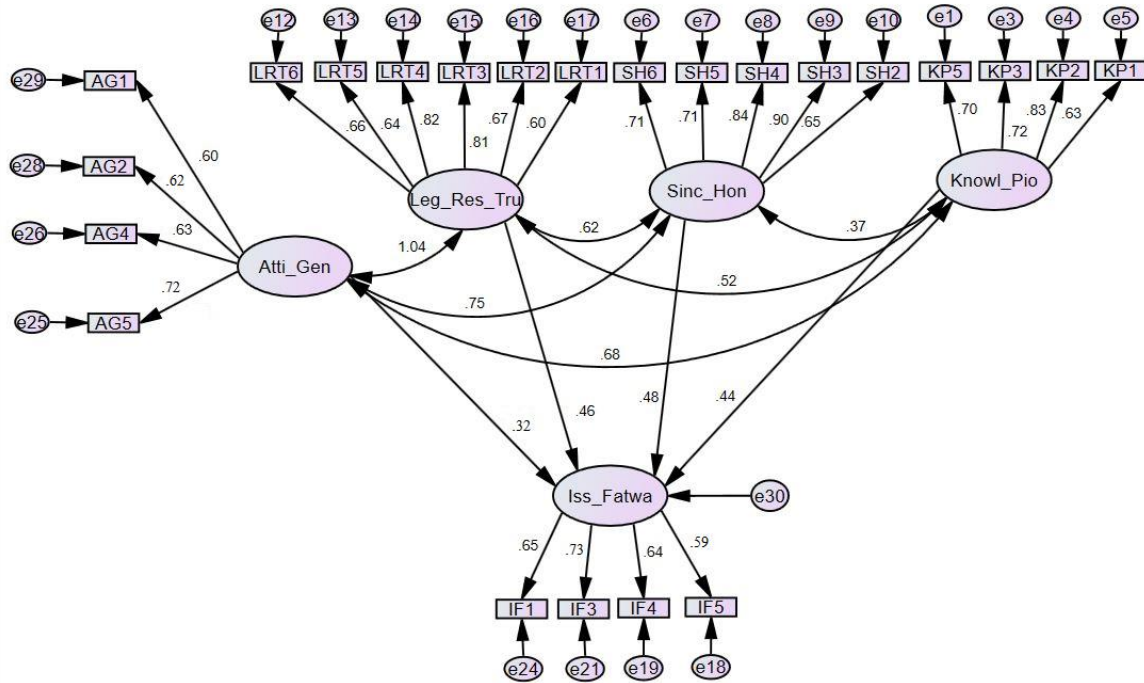 e12 e13 e14 e15 e16 e17 e6 e7 e8 e9 e10 e1 e3 e4 e5
LRT6 LRT5 LRT4 LRT3 LRT2 LRT1 SH6 SH5 SH4 SH3 SH2 KP5 KP3 KP2 KP1
e29 AG1
.66 .64 .82 .81 .67 .60 .71 .71 .84 .90 .65 .70 .72 .83 .63
.60
e28 AG2
.62
Leg_Res_Tru Sinc_Hon Knowl_Pio
e26 AG4
.63
.62 .37
1.04
Atti_Gen
.72
.75 .52
e25 AG5
.68
.32 .46 .48 .44
Iss_Fatwa e30
.65 .73 .64 .59
IF1 IF3 IF4 IF5
e24 e21 e19 e18